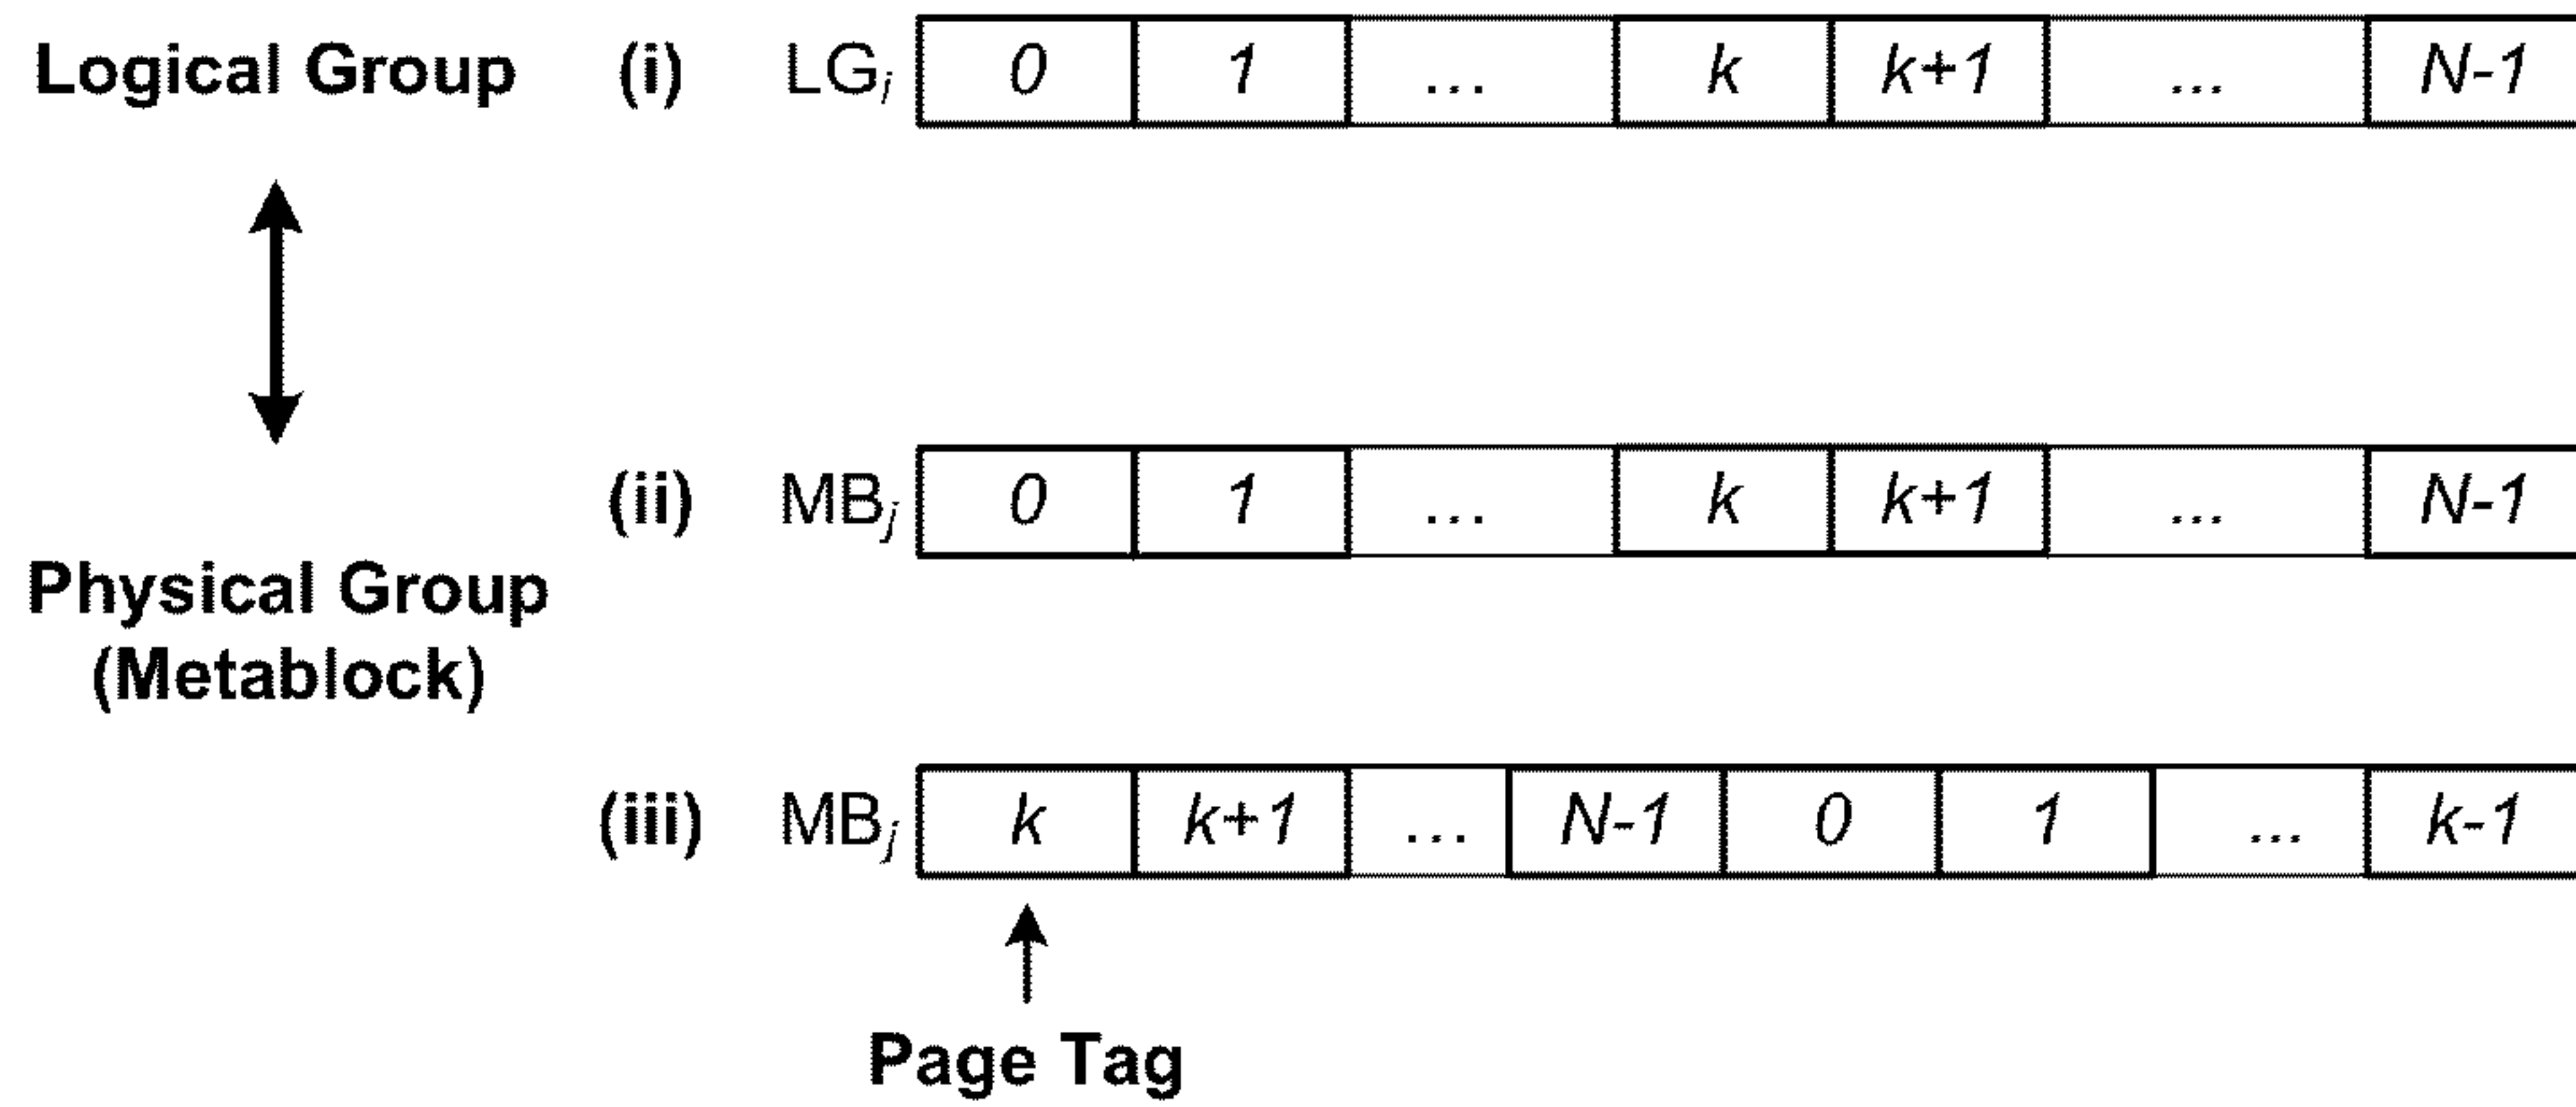 Logical Group (i) LGi 0 1 ... k k+1 ... N-1
(ii) MBj 0 1 ... k k+1 ... N-1
Physical Group
(Metablock)
(iii) MBj k k+1 ... N-1 0 1 ... k-1
Page Tag